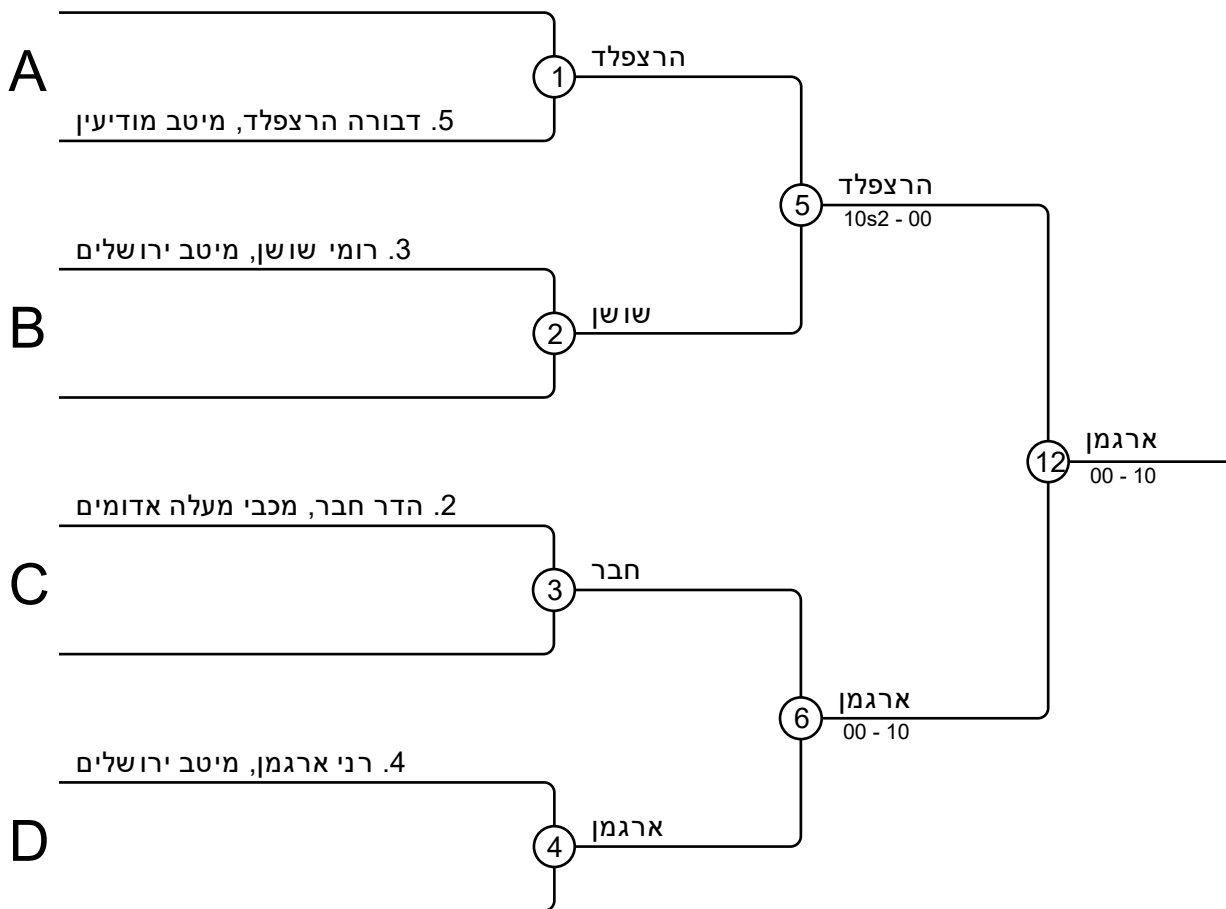 A
1
הרצפלד
5. דבורה הרצפלד, מיטב מודיעין
5
הרצפלד
10s2 - 00
3. רומי שושן, מיטב ירושלים
B
2
שושן
12
ארגמן
00 - 10
2. הדר חבר, מכבי מעלה אדומים
C
3
חבר
6
ארגמן
00 - 10
4. רני ארגמן, מיטב ירושלים
D
4
ארגמן